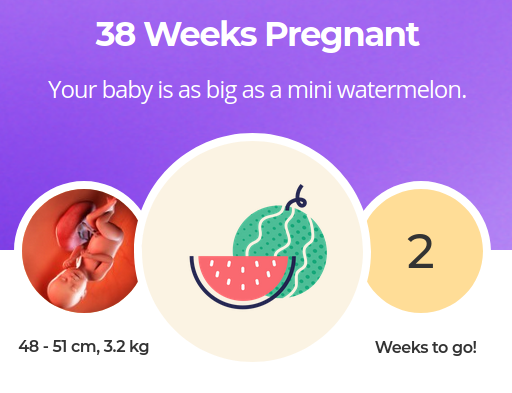 38 Weeks Pregnant
Your baby is as big as a mini watermelon.
2
48 - 51 cm, 3.2 kg
Weeks to go!